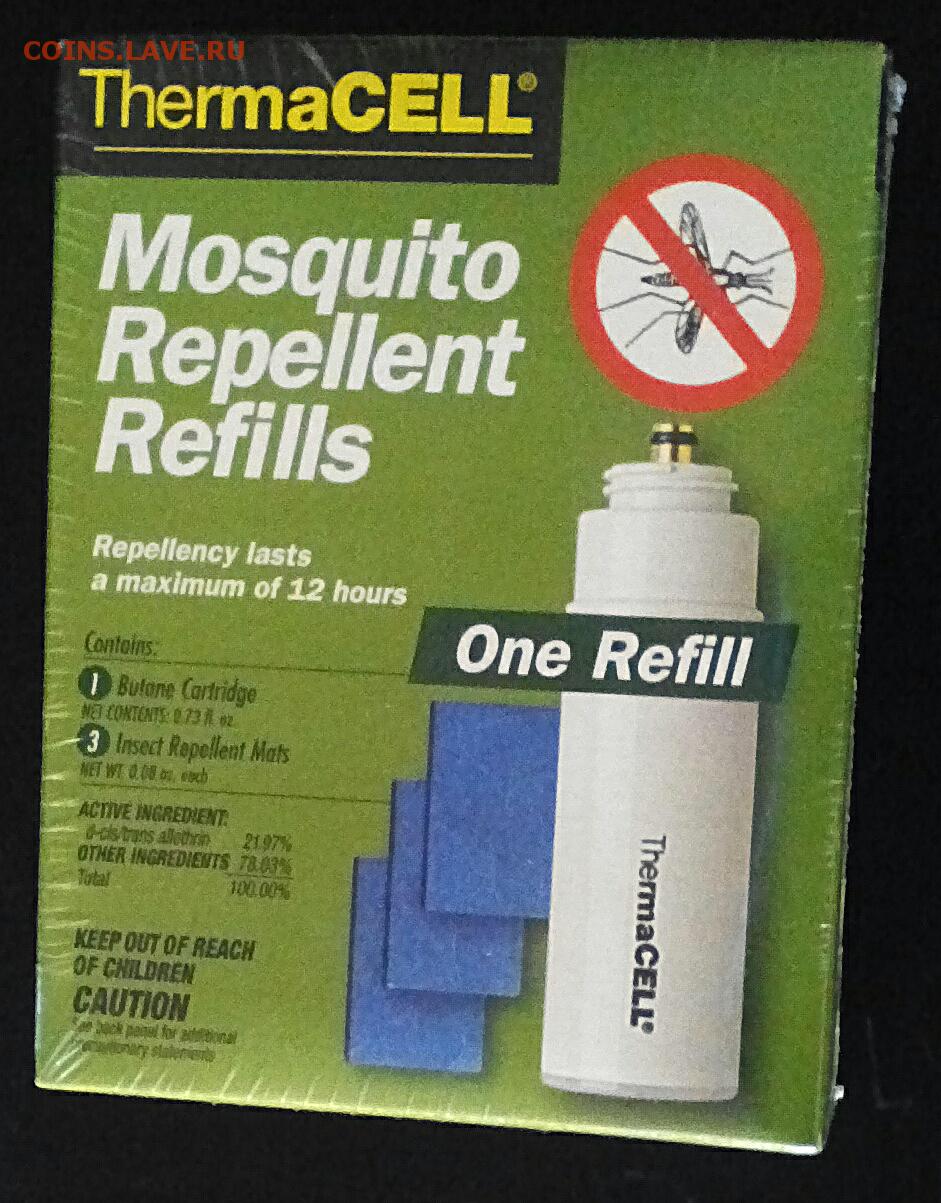 COINS.LAVE.RU
ThermaCELL®
Mosquito
Repellent
Refills
Repellency lasts
a maximum of 12 hours
One Refill
Contains:
1 Butane Cartridge
NET CONTENTS: 0.73 fl. oz.
3 Insect Repellent Mats
NET WT. 0.08 oz. each
ACTIVE INGREDIENT:
d-cis/trans allethrin 21.97%
OTHER INGREDIENTS 78.03%
Total 100.00%
KEEP OUT OF REACH
OF CHILDREN
CAUTION
See back panel for additional
precautionary statements
ThermaCELL®